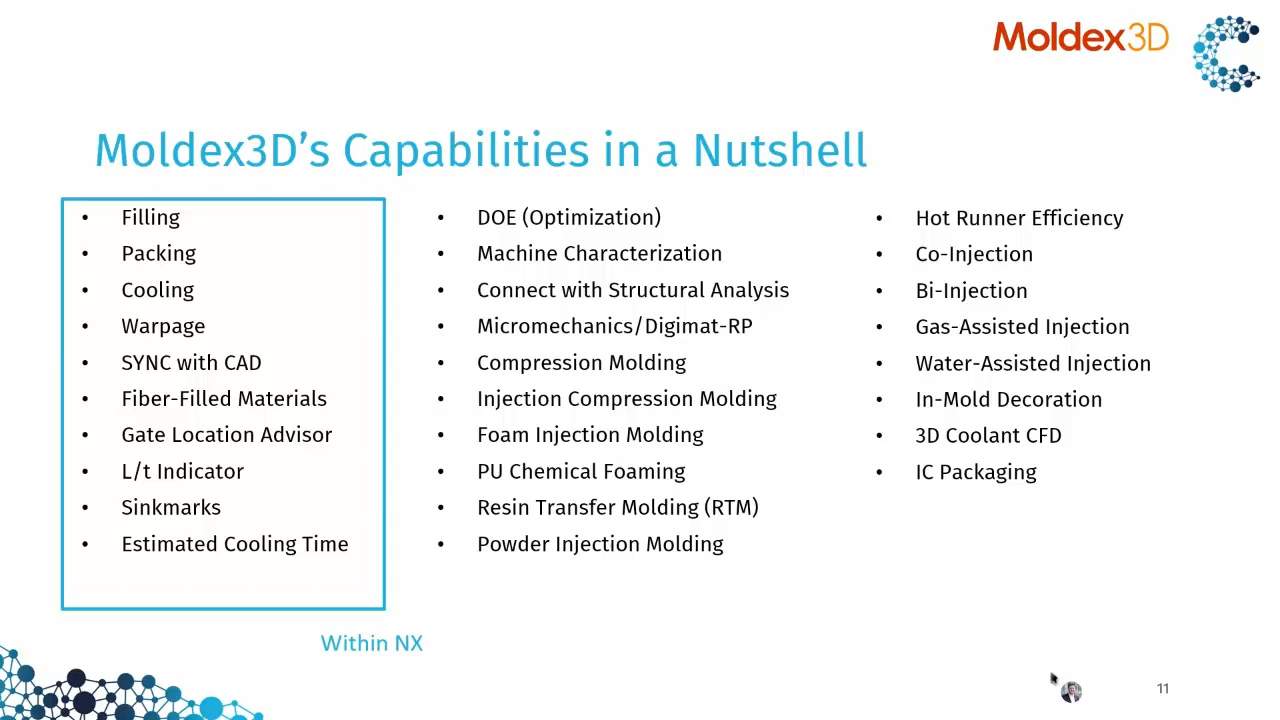 Moldex3D
Moldex3D’s Capabilities in a Nutshell
• Filling
• Packing
• Cooling
• Warpage
• SYNC with CAD
• Fiber-Filled Materials
• Gate Location Advisor
• L/t Indicator
• Sinkmarks
• Estimated Cooling Time
• DOE (Optimization)
• Machine Characterization
• Connect with Structural Analysis
• Micromechanics/Digimat-RP
• Compression Molding
• Injection Compression Molding
• Foam Injection Molding
• PU Chemical Foaming
• Resin Transfer Molding (RTM)
• Powder Injection Molding
• Hot Runner Efficiency
• Co-Injection
• Bi-Injection
• Gas-Assisted Injection
• Water-Assisted Injection
• In-Mold Decoration
• 3D Coolant CFD
• IC Packaging
Within NX
11